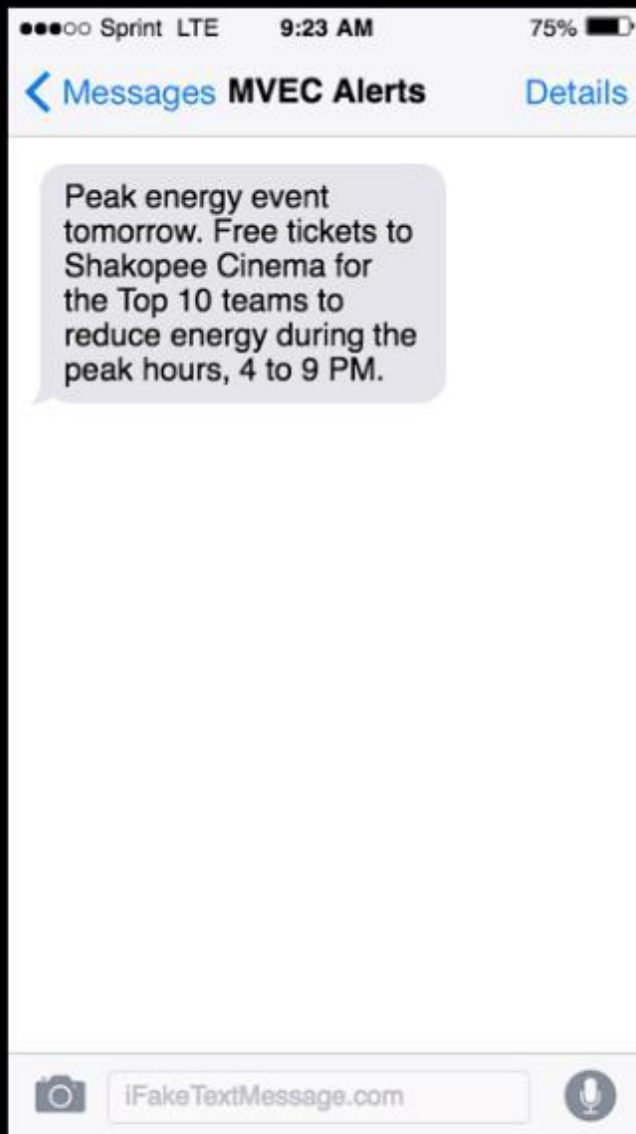 Sprint LTE 9:23 AM 75%
Messages MVEC Alerts Details
Peak energy event
tomorrow. Free tickets to
Shakopee Cinema for
the Top 10 teams to
reduce energy during the
peak hours, 4 to 9 PM.
iFakeTextMessage.com